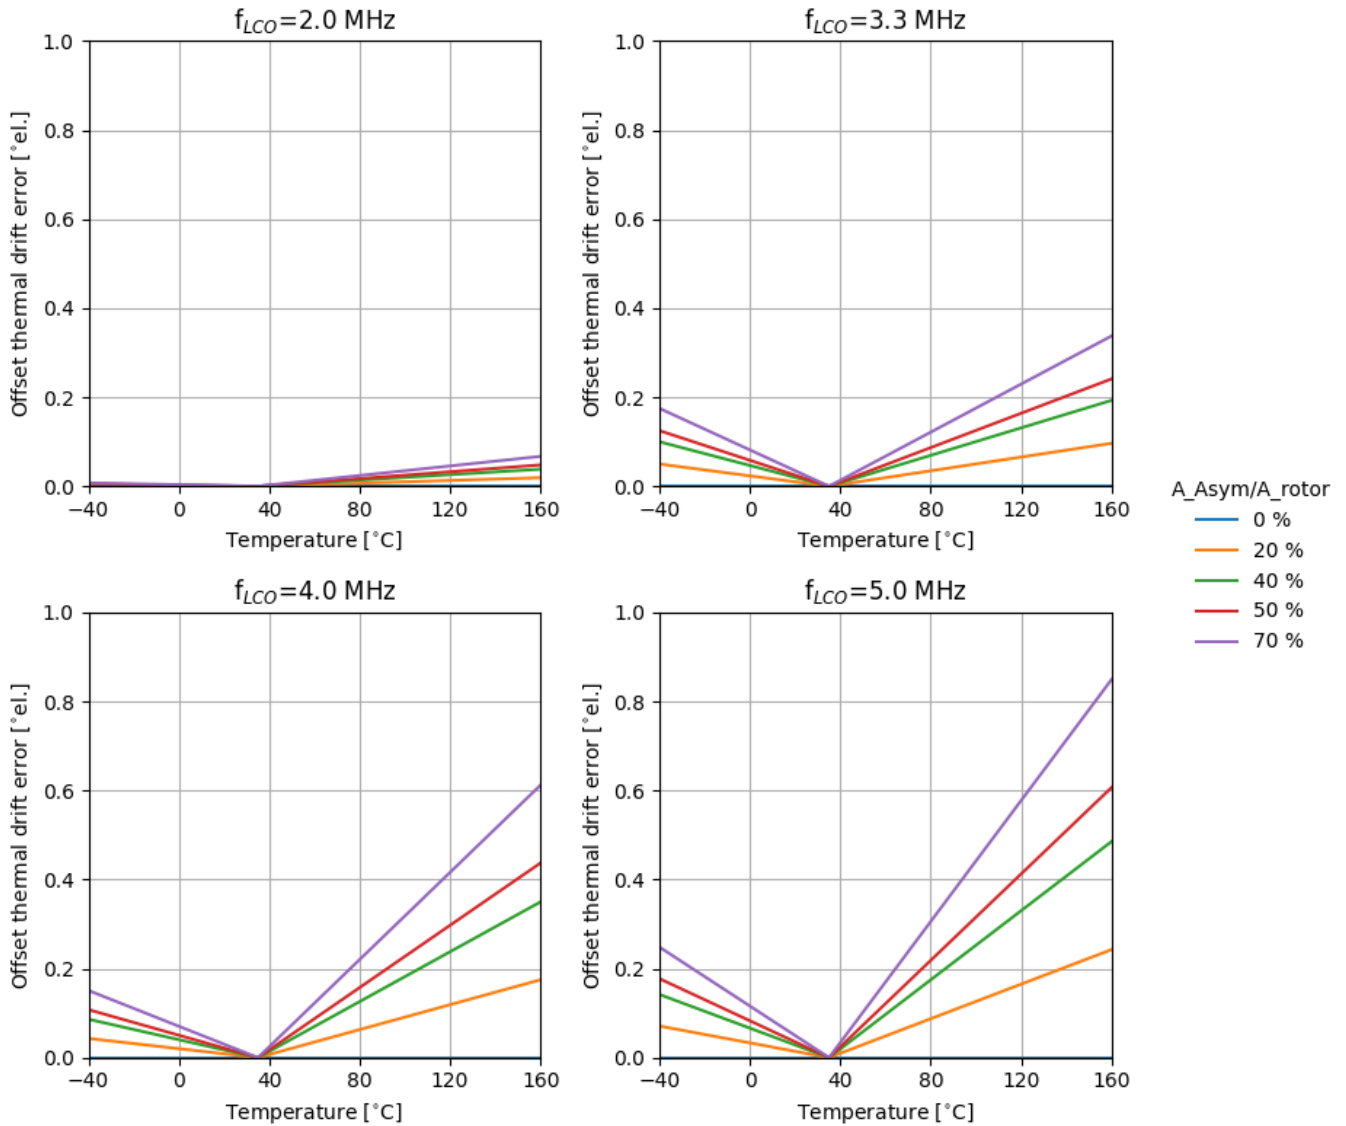 f_LCO=2.0 MHz
1.0
0.8
0.6
0.4
0.2
0.0
Offset thermal drift error [°el.]
−40 0 40 80 120 160
Temperature [°C]
f_LCO=3.3 MHz
1.0
0.8
0.6
0.4
0.2
0.0
Offset thermal drift error [°el.]
−40 0 40 80 120 160
Temperature [°C]
f_LCO=4.0 MHz
1.0
0.8
0.6
0.4
0.2
0.0
Offset thermal drift error [°el.]
−40 0 40 80 120 160
Temperature [°C]
f_LCO=5.0 MHz
1.0
0.8
0.6
0.4
0.2
0.0
Offset thermal drift error [°el.]
−40 0 40 80 120 160
Temperature [°C]
A_Asym/A_rotor
0 %
20 %
40 %
50 %
70 %